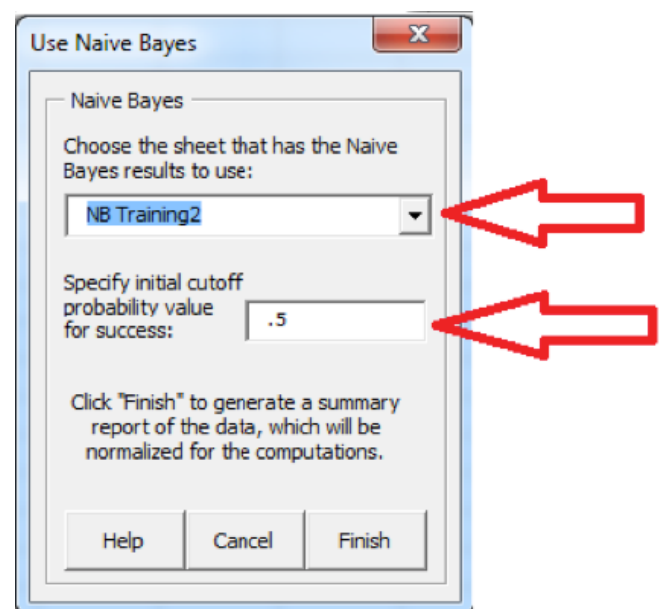 Use Naive Bayes
Naive Bayes
Choose the sheet that has the Naive
Bayes results to use:
NB Training2
Specify initial cutoff
probability value
for success:
.5
Click "Finish" to generate a summary
report of the data, which will be
normalized for the computations.
Help Cancel Finish